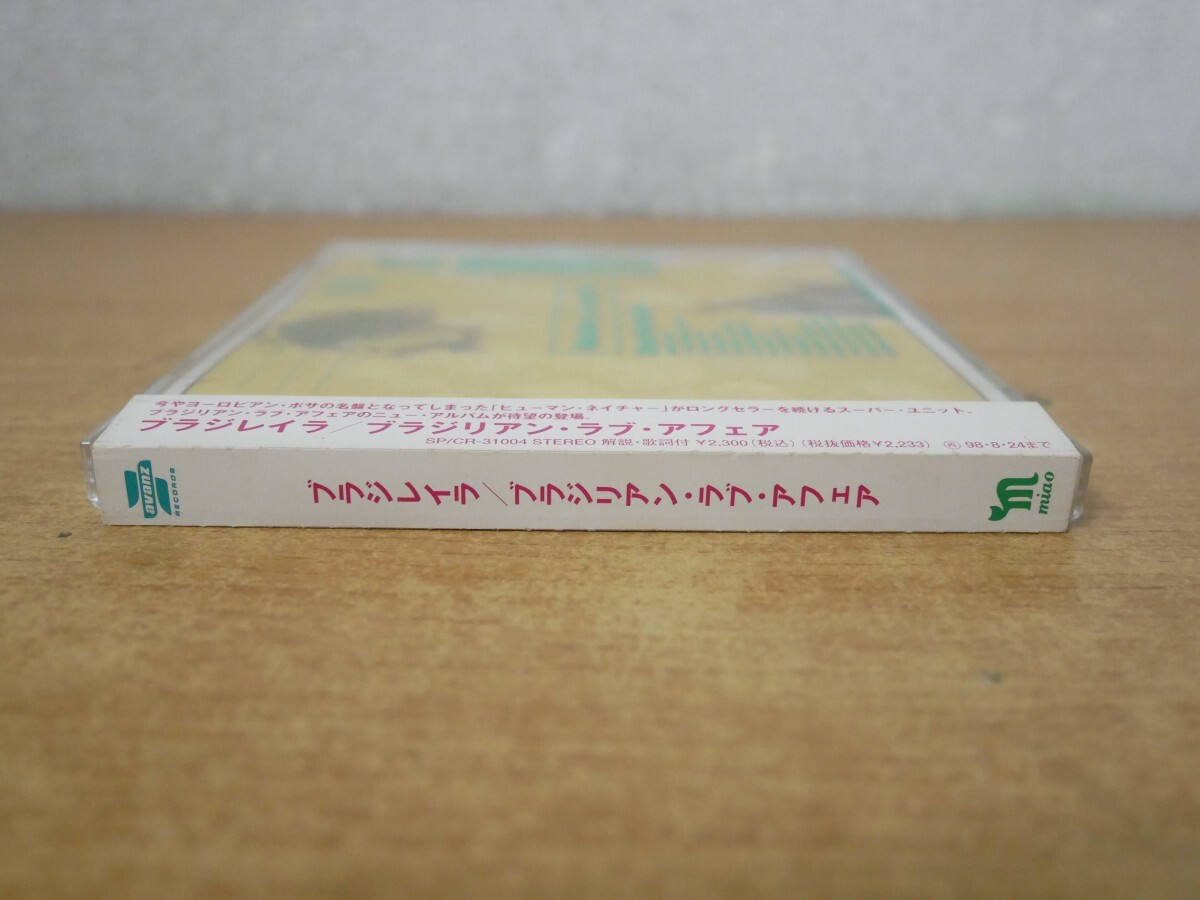 今やヨーロピアン・ボサの名盤となってしまった「ヒューマン・ネイチャー」がロングセラーを続けるスーパー・ユニット、
ブラジリアン・ラブ・アフェアのニュー・アルバムが待望の登場。
ブラジレイラ/ブラジリアン・ラブ・アフェア
SP/CR-31004 STEREO 解説・歌詞付 ¥2,300(税込)(税抜価格¥2,233) Ⓡ 98・8・24まで
avanz
RECORDS
ブラジレイラ/ブラジリアン・ラブ・アフェア
m
miao